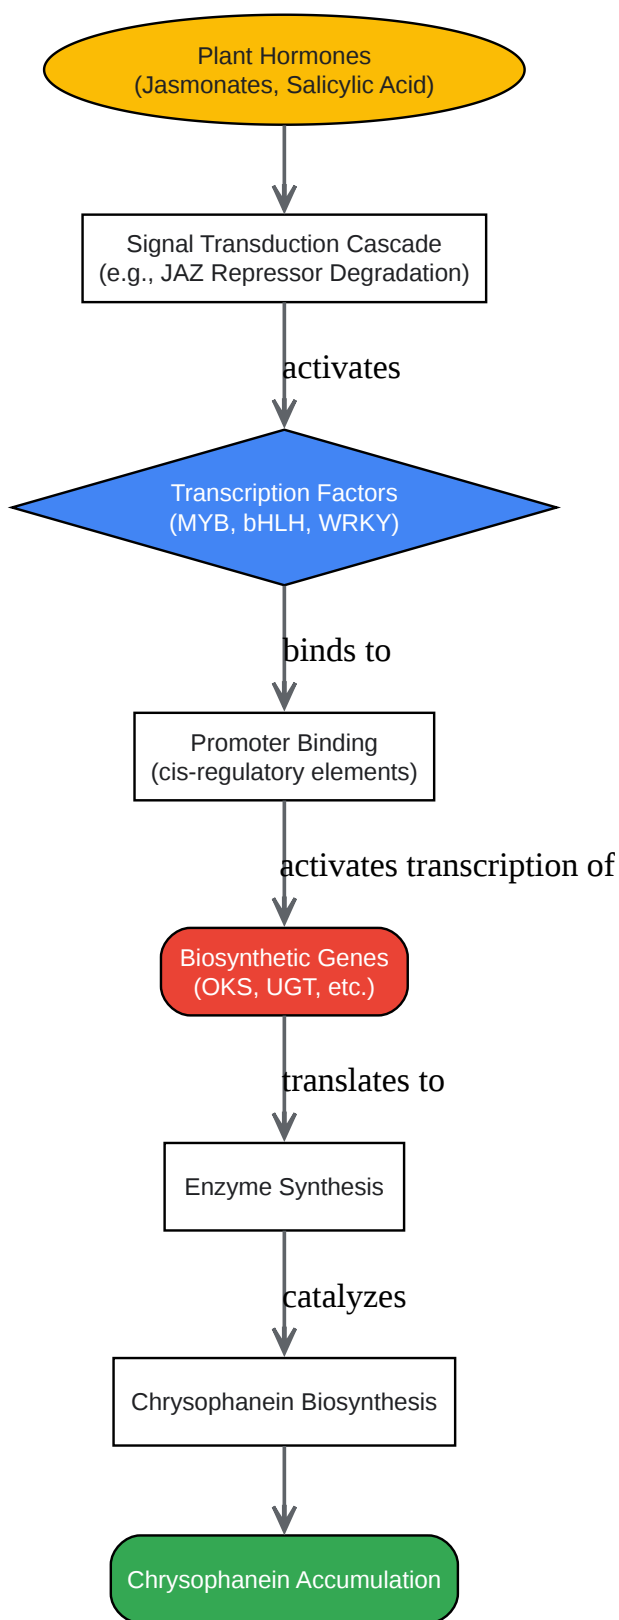 Plant Hormones
(Jasmonates, Salicylic Acid)
Signal Transduction Cascade
(e.g., JAZ Repressor Degradation)
activates
Transcription Factors
(MYB, bHLH, WRKY)
binds to
Promoter Binding
(cis-regulatory elements)
activates transcription of
Biosynthetic Genes
(OKS, UGT, etc.)
translates to
Enzyme Synthesis
catalyzes
Chrysophanein Biosynthesis
Chrysophanein Accumulation